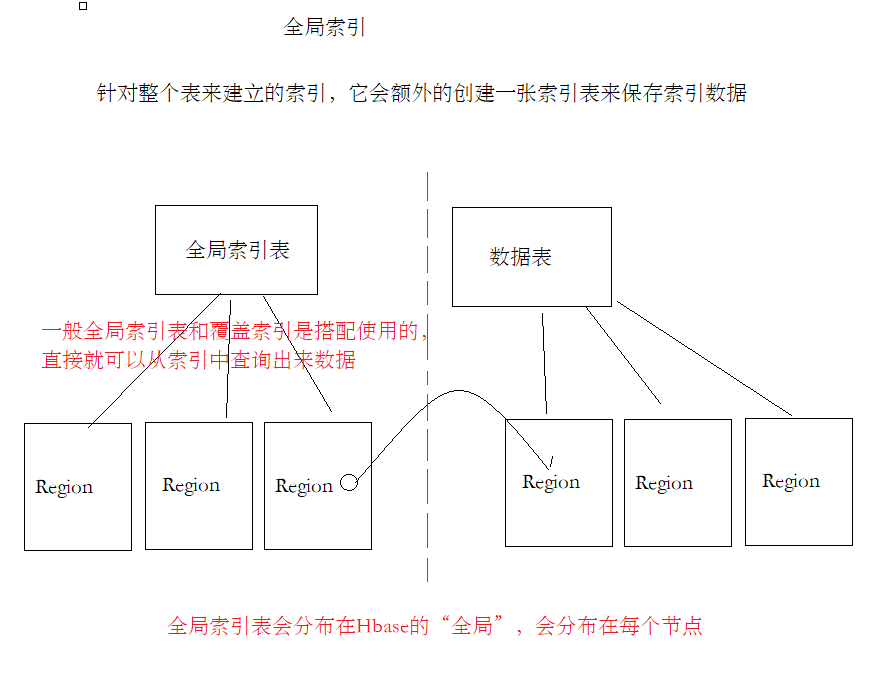 全局索引
针对整个表来建立的索引，它会额外的创建一张索引表来保存索引数据
全局索引表
数据表
一般全局索引表和覆盖索引是搭配使用的，
直接就可以从索引中查询出来数据
Region
Region
Region
Region
Region
Region
全局索引表会分布在Hbase的“全局”，会分布在每个节点